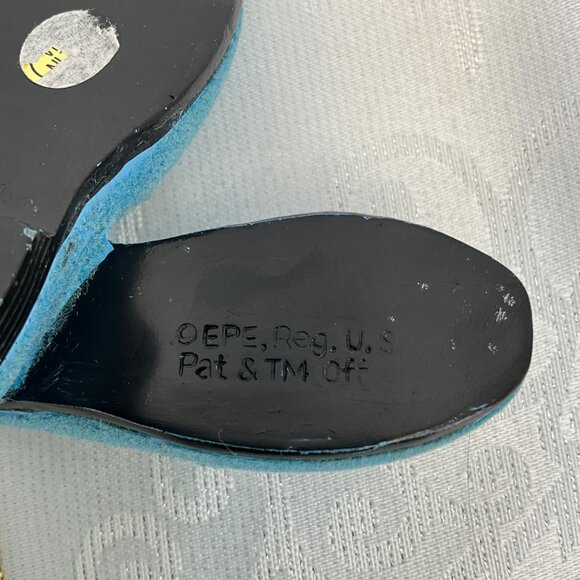 ©EPE, Reg. U. S
Pat & TM Off